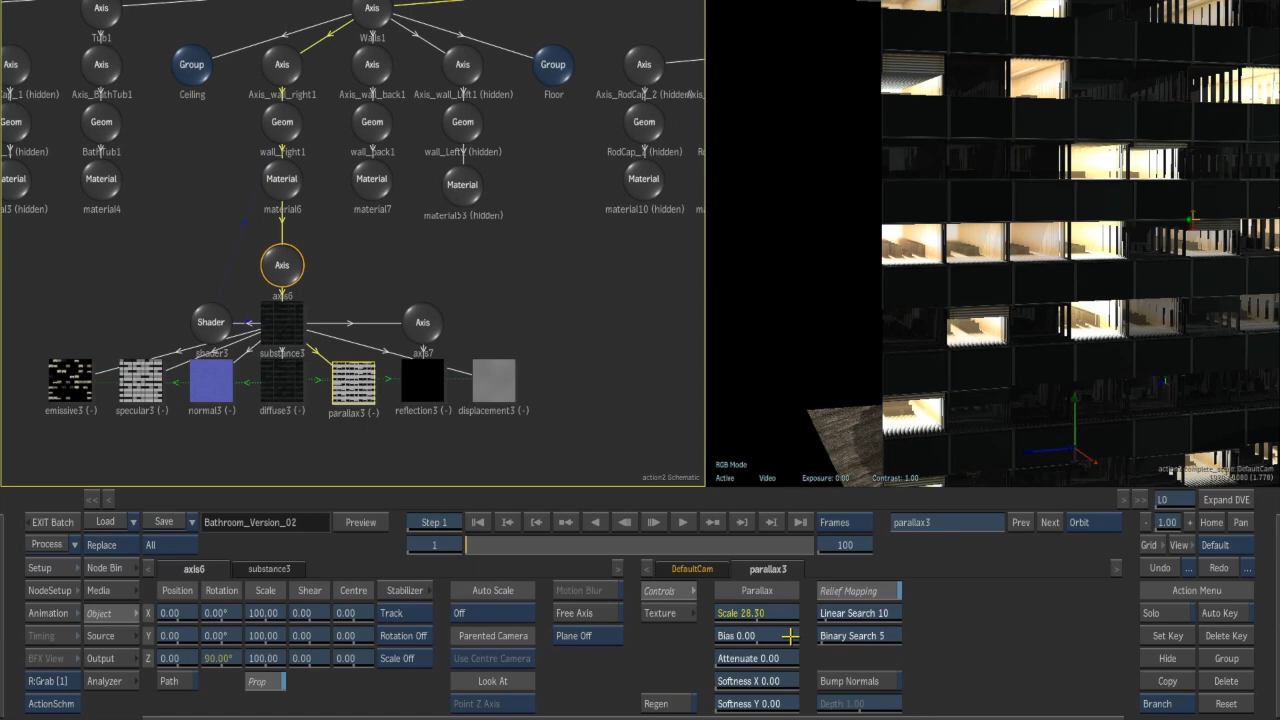 Axis Axis
Tub1 Walls1
Axis Axis Group Axis Axis Axis Group Axis
Axis_BathTub1 Ceiling Axis_wall_right1 Axis_wall_back1 Axis_wall_Left1 (hidden) Floor Axis_RodCap_2 (hidden)
Geom Geom Geom Geom Geom Geom
(hidden) BathTub1 wall_right1 wall_back1 wall_Left1 (hidden) (hidden)
Material Material Material Material Material
(hidden) material4 material6 material7 material53 (hidden) material10 (hidden)
Axis
axis6
Shader Axis
shader3 substance3 axis7
emissive3 (-) specular3 (-) normal3 (-) diffuse3 (-) parallax3 (-) reflection3 (-) displacement3 (-)
action2 Schematic
RGB Mode
Active Video Exposure: 0.00 Contrast: 1.00
<< < > >> L0 Expand DVE
EXIT Batch Load Save Bathroom_Version_02 Preview Step 1 Frames parallax3 Prev Next Orbit - 1.00 + Home Pan
Process Replace All 1 100 Grid View Default
Setup Node Bin < axis6 substance3 > < DefaultCam parallax3 > Undo ... Redo ...
NodeSetup Media Position Rotation Scale Shear Centre Stabilizer Auto Scale Motion Blur Controls Parallax Relief Mapping Action Menu
Animation Object X 0.00 0.00° 100.00 0.00 0.00 Track Off Free Axis Texture Scale 28.30 Linear Search 10 Solo Auto Key
Timing Source Y 0.00 0.00° 100.00 0.00 0.00 Rotation Off Parented Camera Plane Off Bias 0.00 Binary Search 5 Set Key Delete Key
BFX View Output Z 0.00 90.00° 100.00 0.00 0.00 Scale Off Use Centre Camera Attenuate 0.00 Hide Group
R:Grab [1] Analyzer Path Prop Look At Softness X 0.00 Bump Normals Copy Delete
ActionSchm Point Z Axis Regen Softness Y 0.00 Depth 1.00 Branch Reset